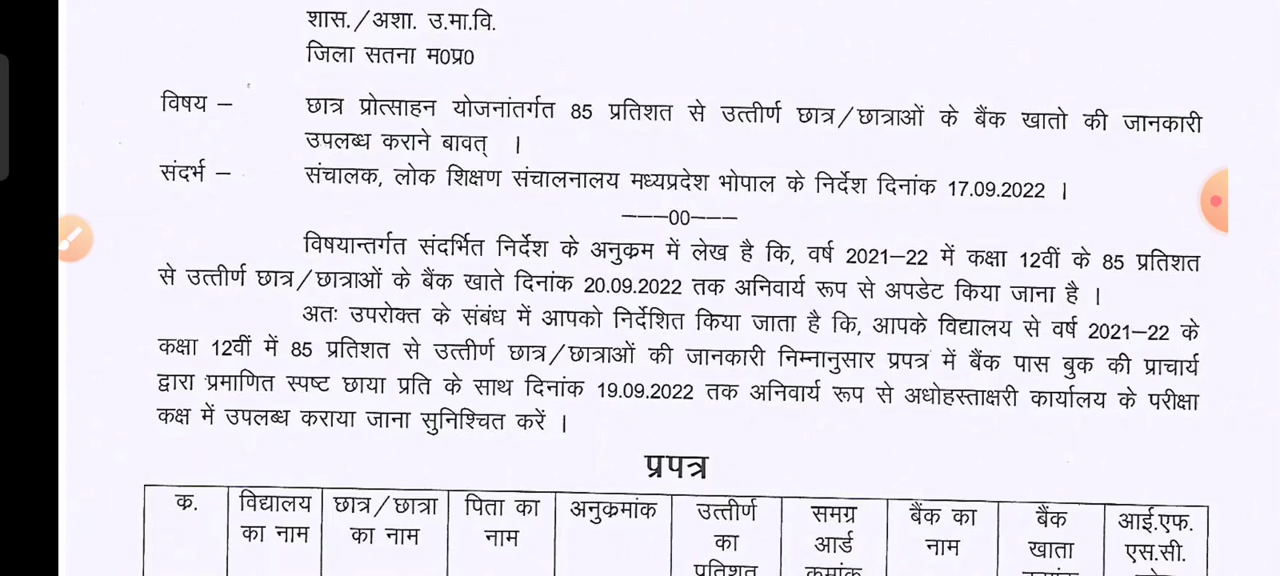 शास./अशा. उ.मा.वि.
जिला सतना म0प्र0
विषय – छात्र प्रोत्साहन योजनांतर्गत 85 प्रतिशत से उत्तीर्ण छात्र/छात्राओं के बैंक खातो की जानकारी
उपलब्ध कराने बावत् ।
संदर्भ – संचालक, लोक शिक्षण संचालनालय मध्यप्रदेश भोपाल के निर्देश दिनांक 17.09.2022 ।
–––00–––
विषयान्तर्गत संदर्भित निर्देश के अनुक्रम में लेख है कि, वर्ष 2021–22 में कक्षा 12वीं के 85 प्रतिशत
से उत्तीर्ण छात्र/छात्राओं के बैंक खाते दिनांक 20.09.2022 तक अनिवार्य रूप से अपडेट किया जाना है ।
अतः उपरोक्त के संबंध में आपको निर्देशित किया जाता है कि, आपके विद्यालय से वर्ष 2021–22 के
कक्षा 12वीं में 85 प्रतिशत से उत्तीर्ण छात्र/छात्राओं की जानकारी निम्नानुसार प्रपत्र में बैंक पास बुक की प्राचार्य
द्वारा प्रमाणित स्पष्ट छाया प्रति के साथ दिनांक 19.09.2022 तक अनिवार्य रूप से अधोहस्ताक्षरी कार्यालय के परीक्षा
कक्ष में उपलब्ध कराया जाना सुनिश्चित करें ।
प्रपत्र
क. विद्यालय छात्र/छात्रा पिता का अनुक्रमांक उत्तीर्ण समग्र बैंक का बैंक आई.एफ.
का नाम का नाम नाम का आर्ड नाम खाता एस.सी.
प्रतिशत क्रमांक